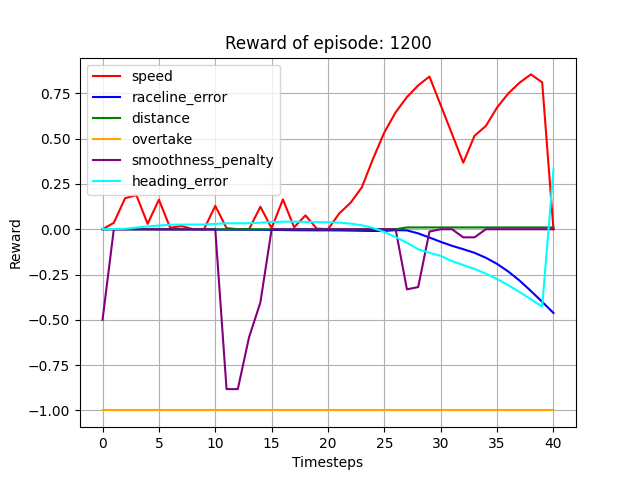 Reward of episode: 1200
speed
raceline_error
distance
overtake
smoothness_penalty
heading_error
0.75
0.50
0.25
0.00
−0.25
−0.50
−0.75
−1.00
Reward
0 5 10 15 20 25 30 35 40
Timesteps